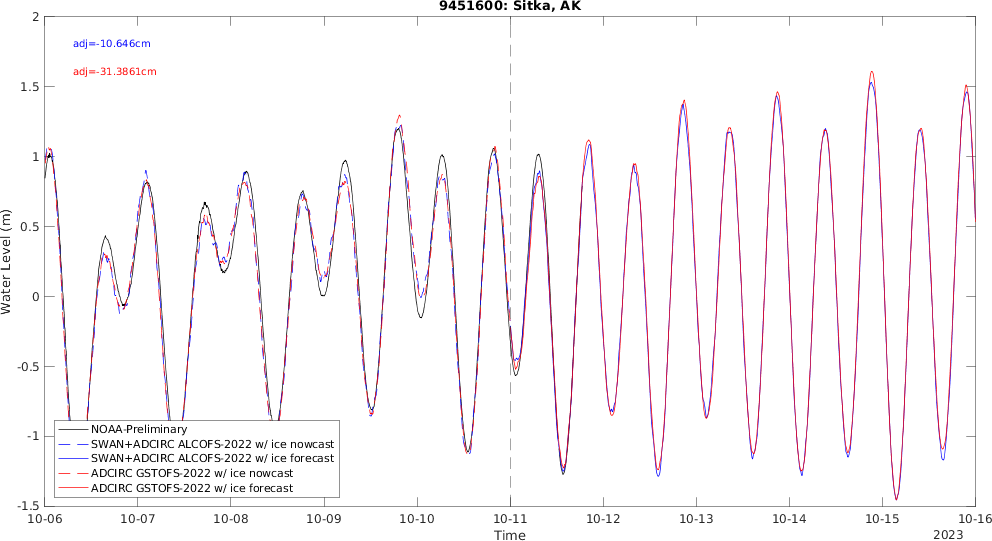 9451600: Sitka, AK
adj=-10.646cm
adj=-31.3861cm
2
1.5
1
0.5
0
-0.5
-1
-1.5
Water Level (m)
NOAA-Preliminary
SWAN+ADCIRC ALCOFS-2022 w/ ice nowcast
SWAN+ADCIRC ALCOFS-2022 w/ ice forecast
ADCIRC GSTOFS-2022 w/ ice nowcast
ADCIRC GSTOFS-2022 w/ ice forecast
10-06 10-07 10-08 10-09 10-10 10-11 10-12 10-13 10-14 10-15 10-16
Time
2023